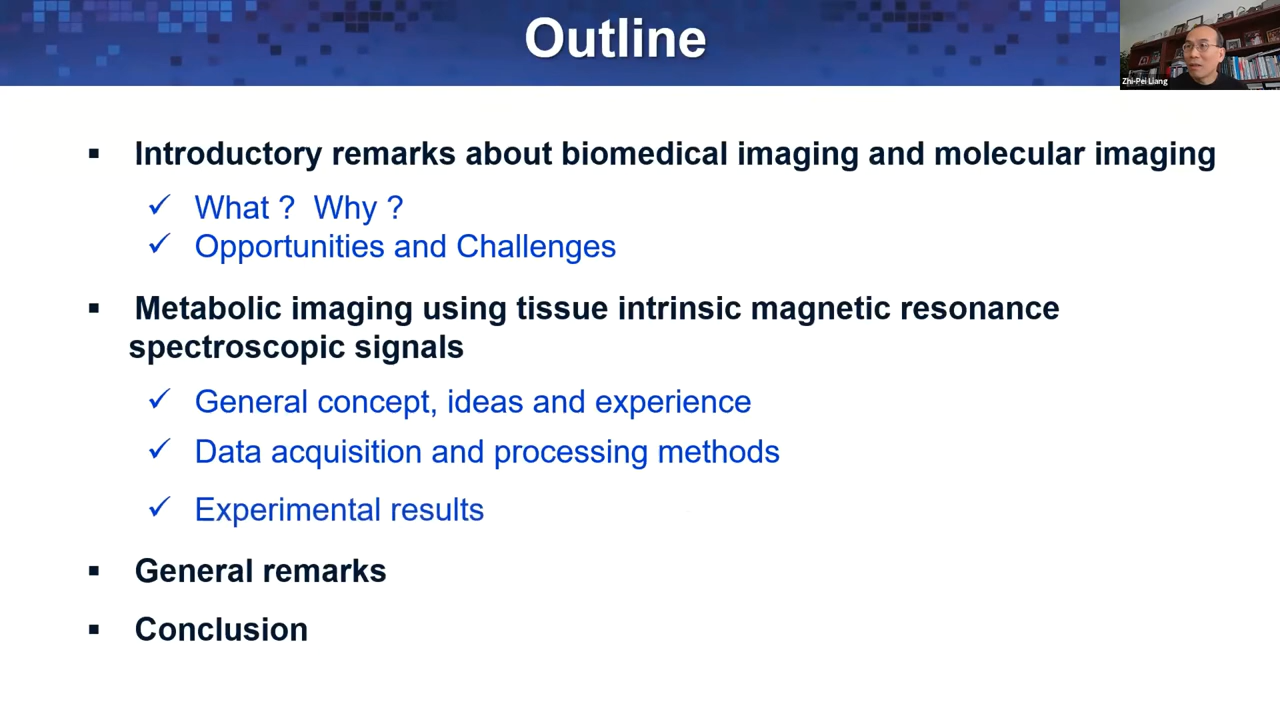 Outline
Zhi-Pei Liang
▪ Introductory remarks about biomedical imaging and molecular imaging
✓ What ? Why ?
✓ Opportunities and Challenges
▪ Metabolic imaging using tissue intrinsic magnetic resonance
spectroscopic signals
✓ General concept, ideas and experience
✓ Data acquisition and processing methods
✓ Experimental results
▪ General remarks
▪ Conclusion